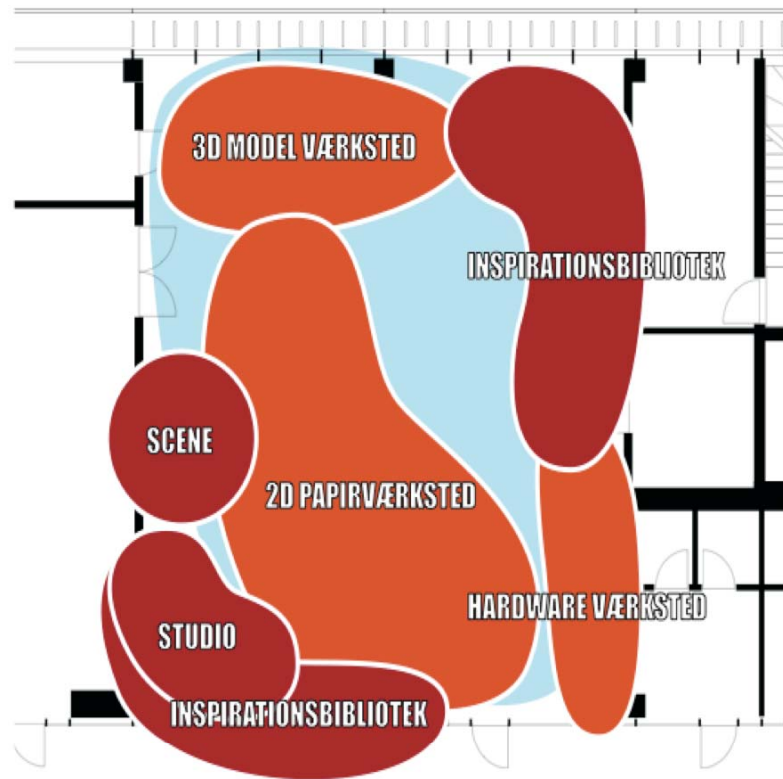 3D MODEL VÆRKSTED
INSPIRATIONSBIBLIOTEK
SCENE
2D PAPIRVÆRKSTED
HARDWARE VÆRKSTED
STUDIO
INSPIRATIONSBIBLIOTEK